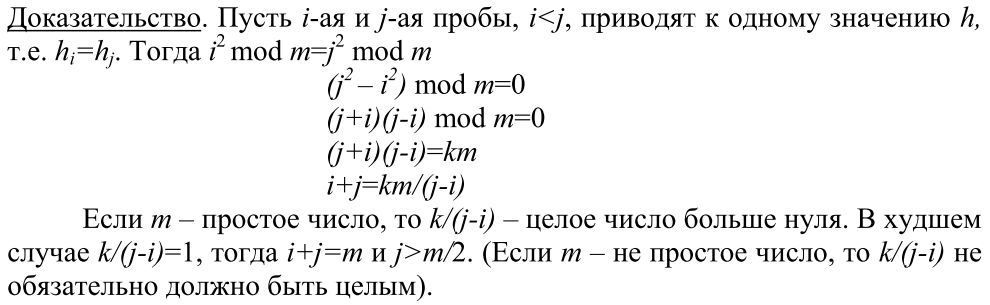 Доказательство. Пусть i-ая и j-ая пробы, i<j, приводят к одному значению h,
т.е. hᵢ=hⱼ. Тогда i² mod m=j² mod m
(j² – i²) mod m=0
(j+i)(j-i) mod m=0
(j+i)(j-i)=km
i+j=km/(j-i)
Если m – простое число, то k/(j-i) – целое число больше нуля. В худшем
случае k/(j-i)=1, тогда i+j=m и j>m/2. (Если m – не простое число, то k/(j-i) не
обязательно должно быть целым).